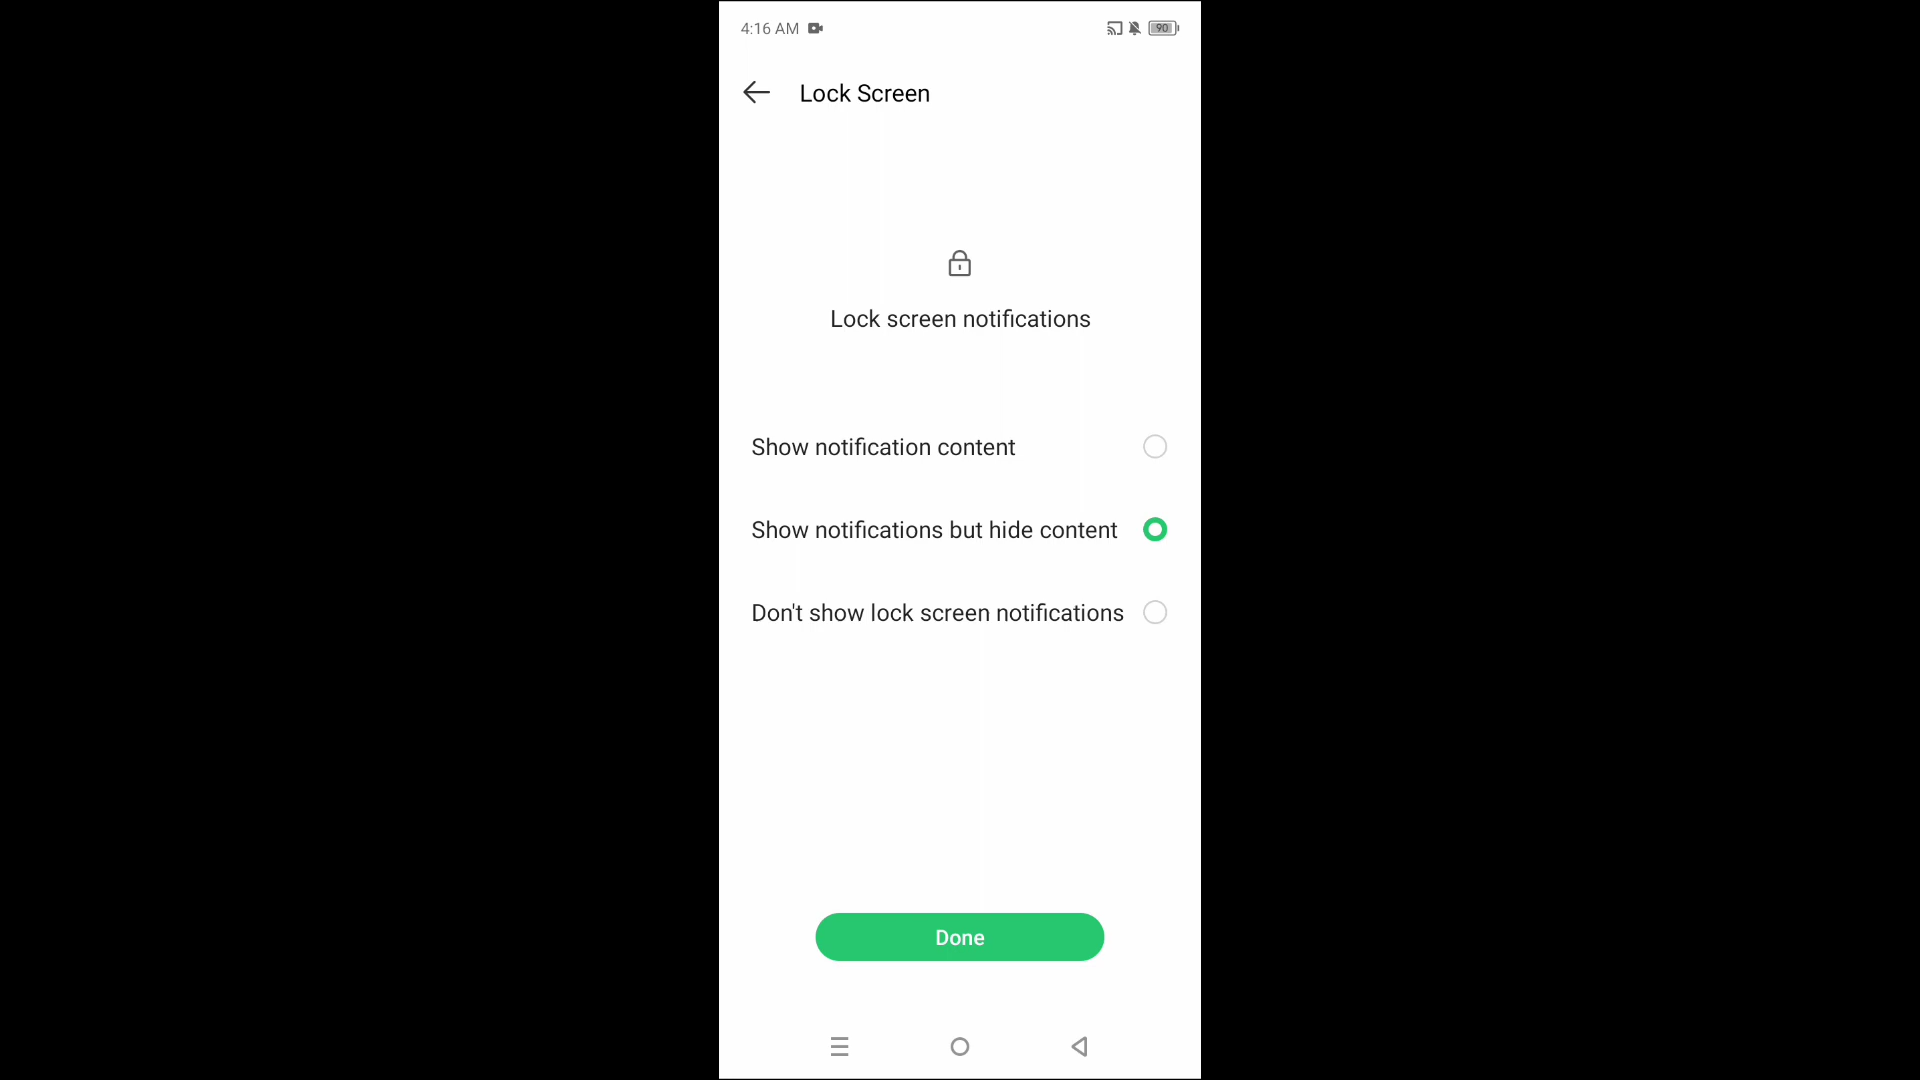 4:16 AM
90
Lock Screen
Lock screen notifications
Show notification content
Show notifications but hide content
Don't show lock screen notifications
Done